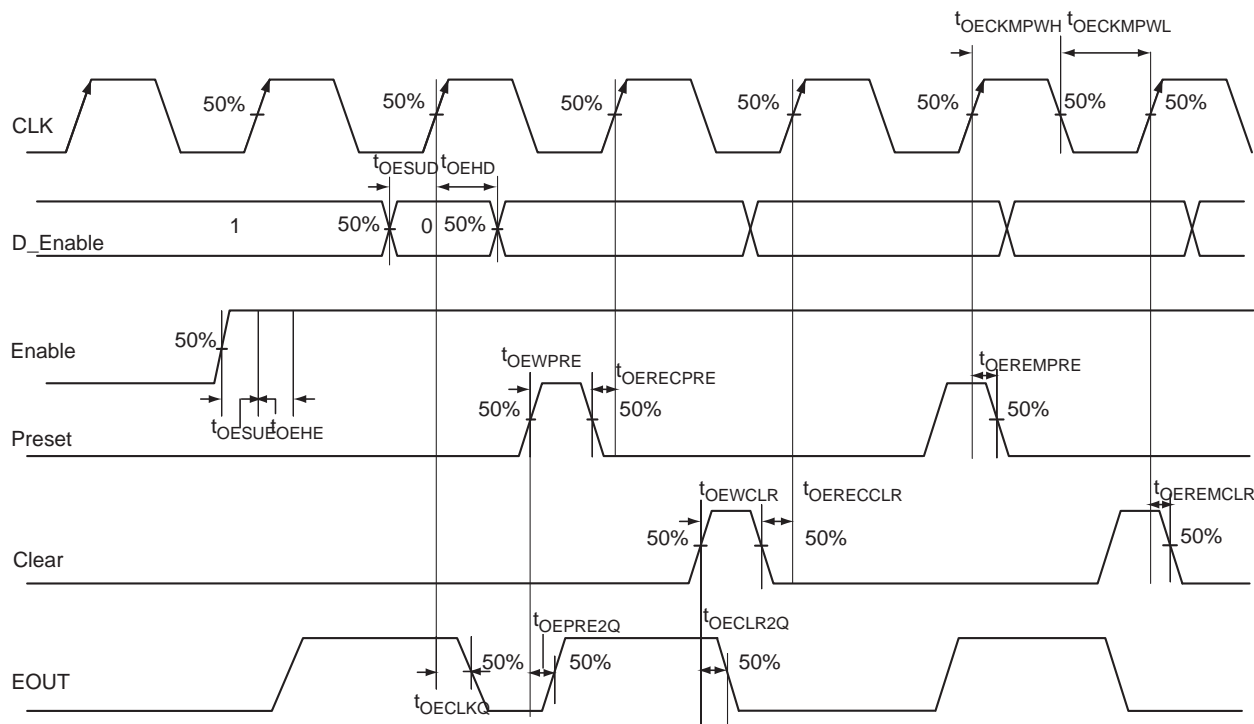 tOECKMPWH tOECKMPWL
CLK 50% 50% 50% 50% 50% 50% 50%
tOESUD tOEHD
D_Enable 1 50% 0 50%
Enable 50%
tOESUE tOEHE
tOEWPRE tOERECPRE tOEREMPRE
Preset 50% 50% 50%
tOEWCLR tOERECCLR tOEREMCLR
Clear 50% 50% 50%
tOEPRE2Q tOECLR2Q
EOUT 50% 50% 50%
tOECLKQ